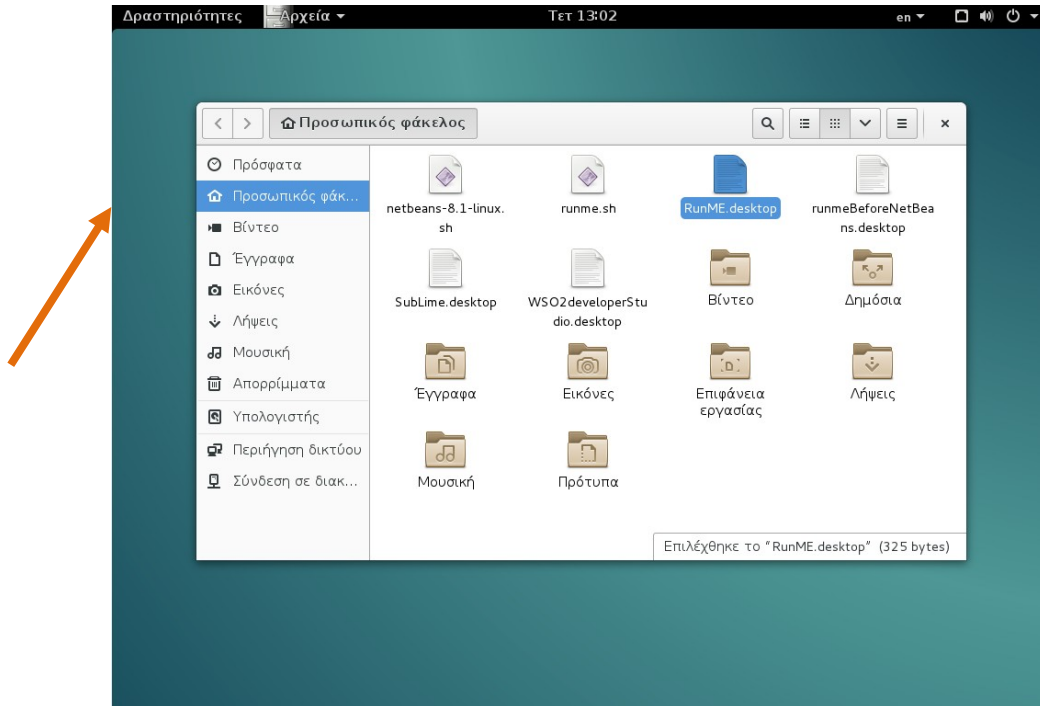 Δραστηριότητες Αρχεία Τετ 13:02 en
Προσωπικός φάκελος
Πρόσφατα
Προσωπικός φάκ...
Βίντεο
Έγγραφα
Εικόνες
Λήψεις
Μουσική
Απορρίμματα
Υπολογιστής
Περιήγηση δικτύου
Σύνδεση σε διακ...
netbeans-8.1-linux.
sh
runme.sh
RunME.desktop
runmeBeforeNetBea
ns.desktop
SubLime.desktop
WSO2developerStu
dio.desktop
Βίντεο
Δημόσια
Έγγραφα
Εικόνες
Επιφάνεια
εργασίας
Λήψεις
Μουσική
Πρότυπα
Επιλέχθηκε το "RunME.desktop" (325 bytes)